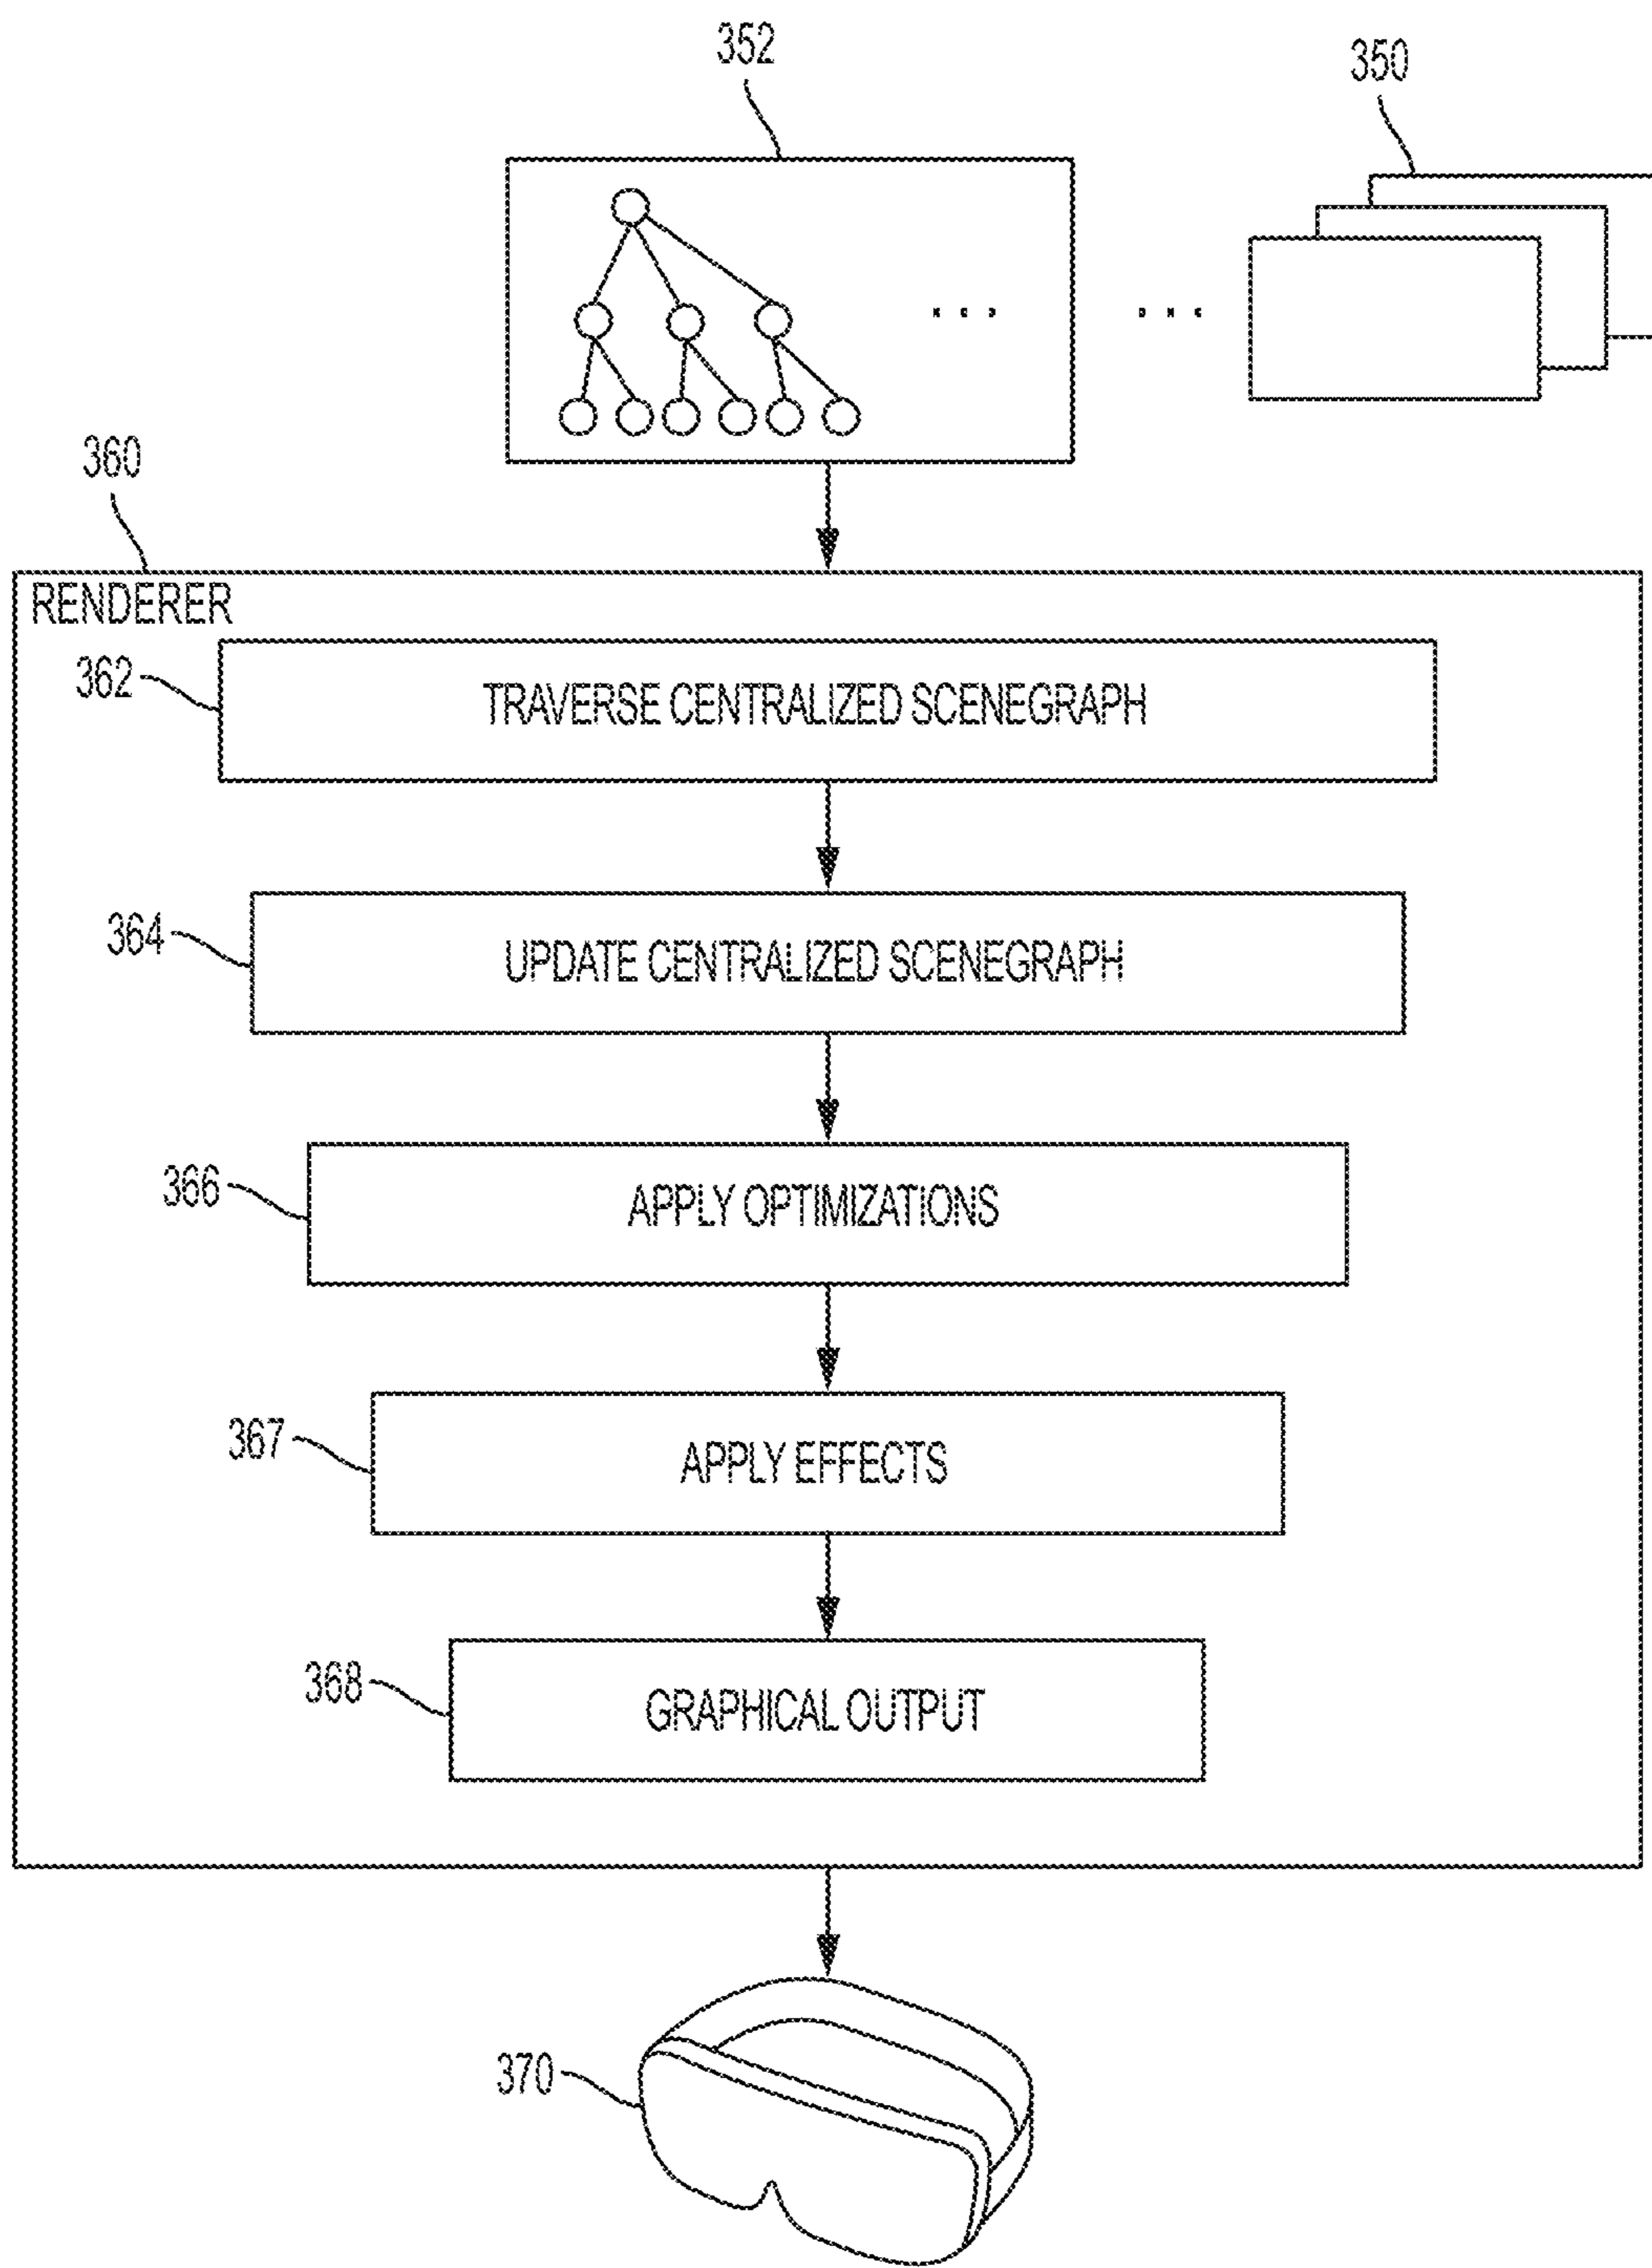 352
350
360
RENDERER
362
TRAVERSE CENTRALIZED SCENEGRAPH
364
UPDATE CENTRALIZED SCENEGRAPH
366
APPLY OPTIMIZATIONS
367
APPLY EFFECTS
368
GRAPHICAL OUTPUT
370